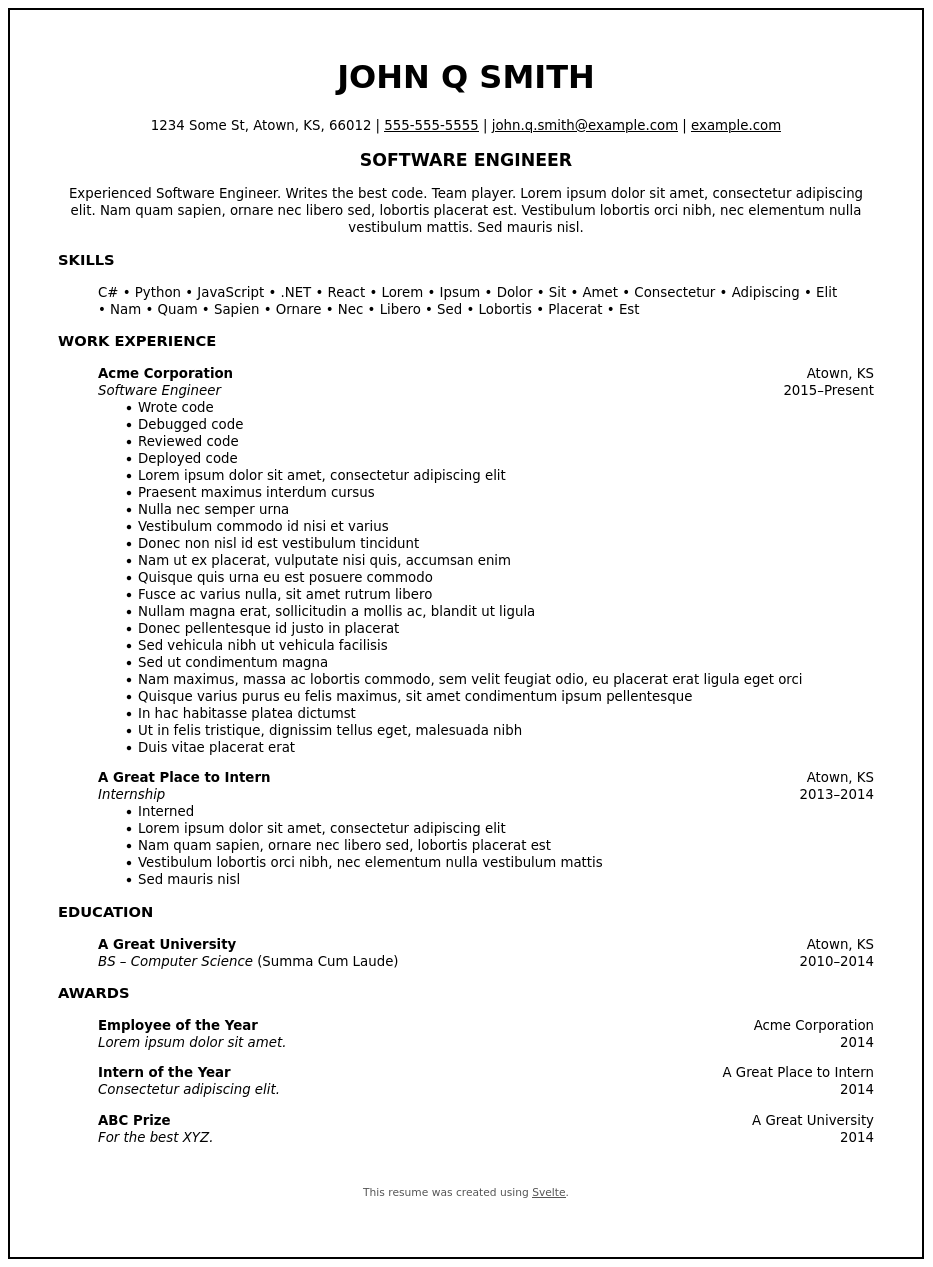 JOHN Q SMITH
1234 Some St, Atown, KS, 66012 | 555-555-5555 | john.q.smith@example.com | example.com
SOFTWARE ENGINEER
Experienced Software Engineer. Writes the best code. Team player. Lorem ipsum dolor sit amet, consectetur adipiscing
elit. Nam quam sapien, ornare nec libero sed, lobortis placerat est. Vestibulum lobortis orci nibh, nec elementum nulla
vestibulum mattis. Sed mauris nisl.
SKILLS
C# • Python • JavaScript • .NET • React • Lorem • Ipsum • Dolor • Sit • Amet • Consectetur • Adipiscing • Elit
• Nam • Quam • Sapien • Ornare • Nec • Libero • Sed • Lobortis • Placerat • Est
WORK EXPERIENCE
Acme Corporation Atown, KS
Software Engineer 2015–Present
• Wrote code
• Debugged code
• Reviewed code
• Deployed code
• Lorem ipsum dolor sit amet, consectetur adipiscing elit
• Praesent maximus interdum cursus
• Nulla nec semper urna
• Vestibulum commodo id nisi et varius
• Donec non nisl id est vestibulum tincidunt
• Nam ut ex placerat, vulputate nisi quis, accumsan enim
• Quisque quis urna eu est posuere commodo
• Fusce ac varius nulla, sit amet rutrum libero
• Nullam magna erat, sollicitudin a mollis ac, blandit ut ligula
• Donec pellentesque id justo in placerat
• Sed vehicula nibh ut vehicula facilisis
• Sed ut condimentum magna
• Nam maximus, massa ac lobortis commodo, sem velit feugiat odio, eu placerat erat ligula eget orci
• Quisque varius purus eu felis maximus, sit amet condimentum ipsum pellentesque
• In hac habitasse platea dictumst
• Ut in felis tristique, dignissim tellus eget, malesuada nibh
• Duis vitae placerat erat
A Great Place to Intern Atown, KS
Internship 2013–2014
• Interned
• Lorem ipsum dolor sit amet, consectetur adipiscing elit
• Nam quam sapien, ornare nec libero sed, lobortis placerat est
• Vestibulum lobortis orci nibh, nec elementum nulla vestibulum mattis
• Sed mauris nisl
EDUCATION
A Great University Atown, KS
BS – Computer Science (Summa Cum Laude) 2010–2014
AWARDS
Employee of the Year Acme Corporation
Lorem ipsum dolor sit amet. 2014
Intern of the Year A Great Place to Intern
Consectetur adipiscing elit. 2014
ABC Prize A Great University
For the best XYZ. 2014
This resume was created using Svelte.